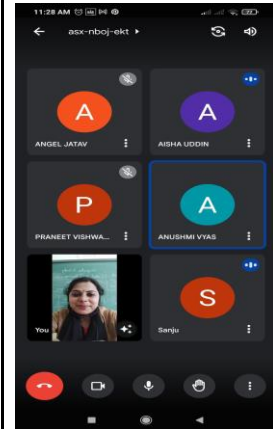 11:28 AM
asx-nboj-ekt
A
A
ANGEL JATAV
AISHA UDDIN
P
A
PRANEET VISHWA...
ANUSHMI VYAS
S
You
Sanju